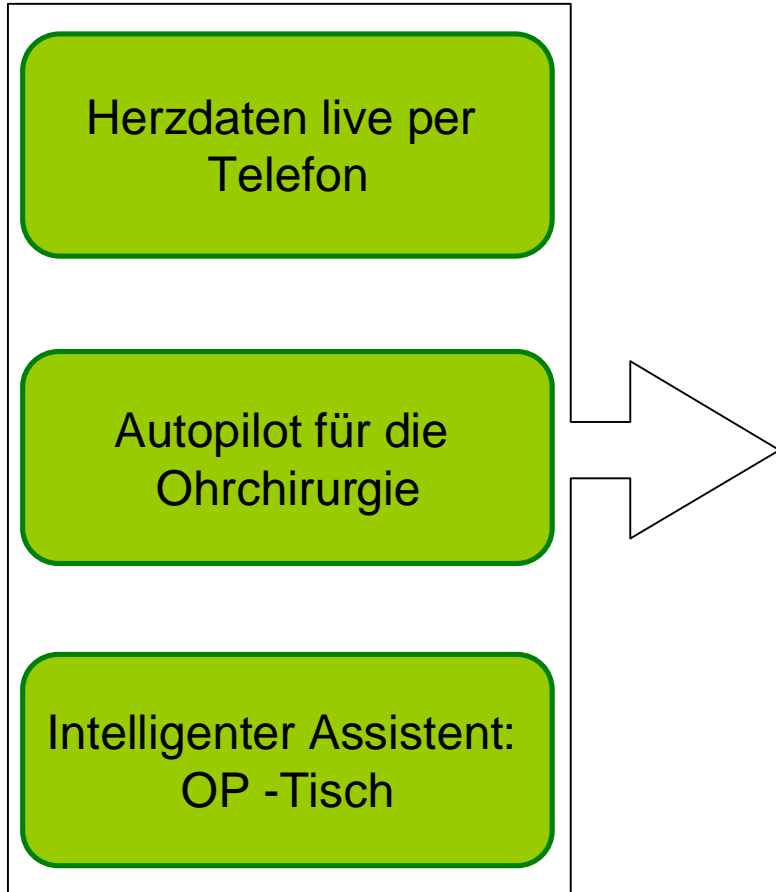 Herzdaten live per
Telefon
Autopilot für die
Ohrchirurgie
Intelligenter Assistent:
OP -Tisch